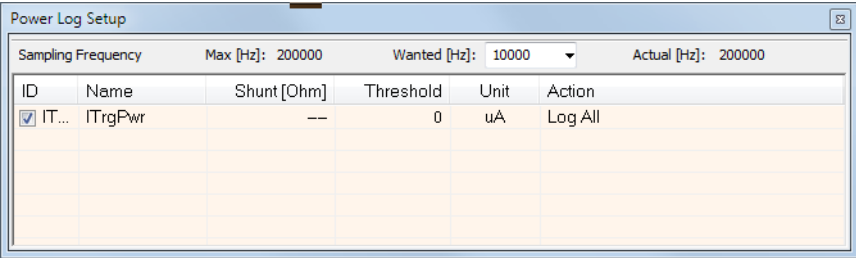 Power Log Setup
Sampling Frequency Max [Hz]: 200000 Wanted [Hz]: 10000 Actual [Hz]: 200000
ID Name Shunt [Ohm] Threshold Unit Action
IT... ITrgPwr -- 0 uA Log All